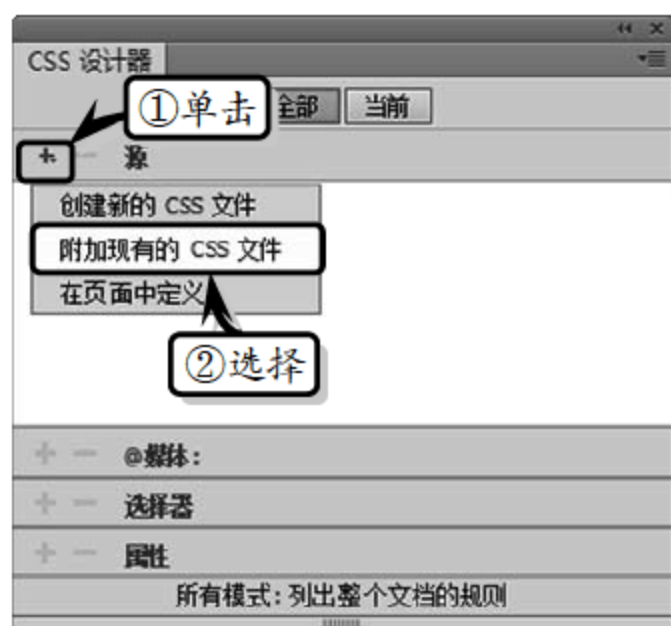 CSS 设计器
①单击
全部 当前
源
创建新的 CSS 文件
附加现有的 CSS 文件
在页面中定义
②选择
@媒体:
选择器
属性
所有模式:列出整个文档的规则